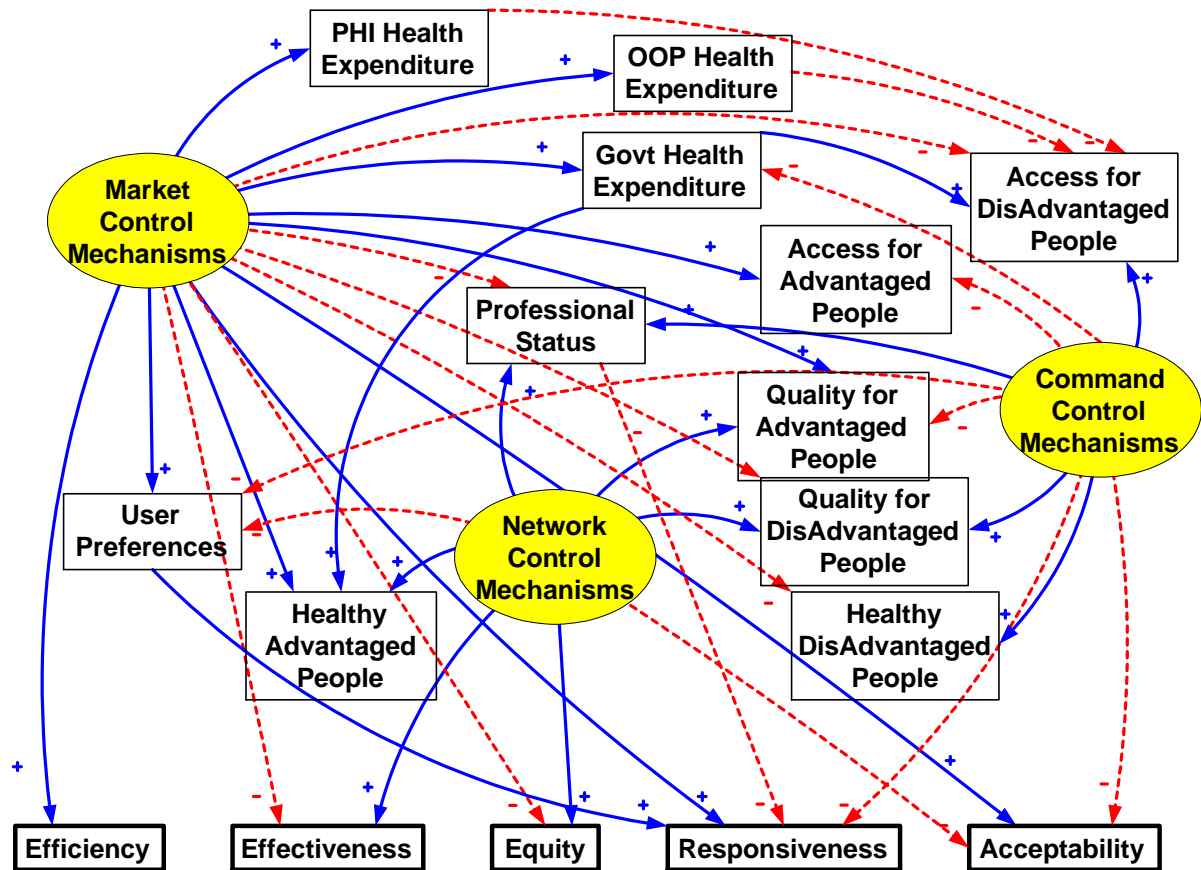 PHI Health
Expenditure
OOP Health
Expenditure
Govt Health
Expenditure
Access for
DisAdvantaged
People
Market
Control
Mechanisms
Access for
Advantaged
People
Professional
Status
Command
Control
Mechanisms
Quality for
Advantaged
People
User
Preferences
Network
Control
Mechanisms
Quality for
DisAdvantaged
People
Healthy
Advantaged
People
Healthy
DisAdvantaged
People
Efficiency
Effectiveness
Equity
Responsiveness
Acceptability